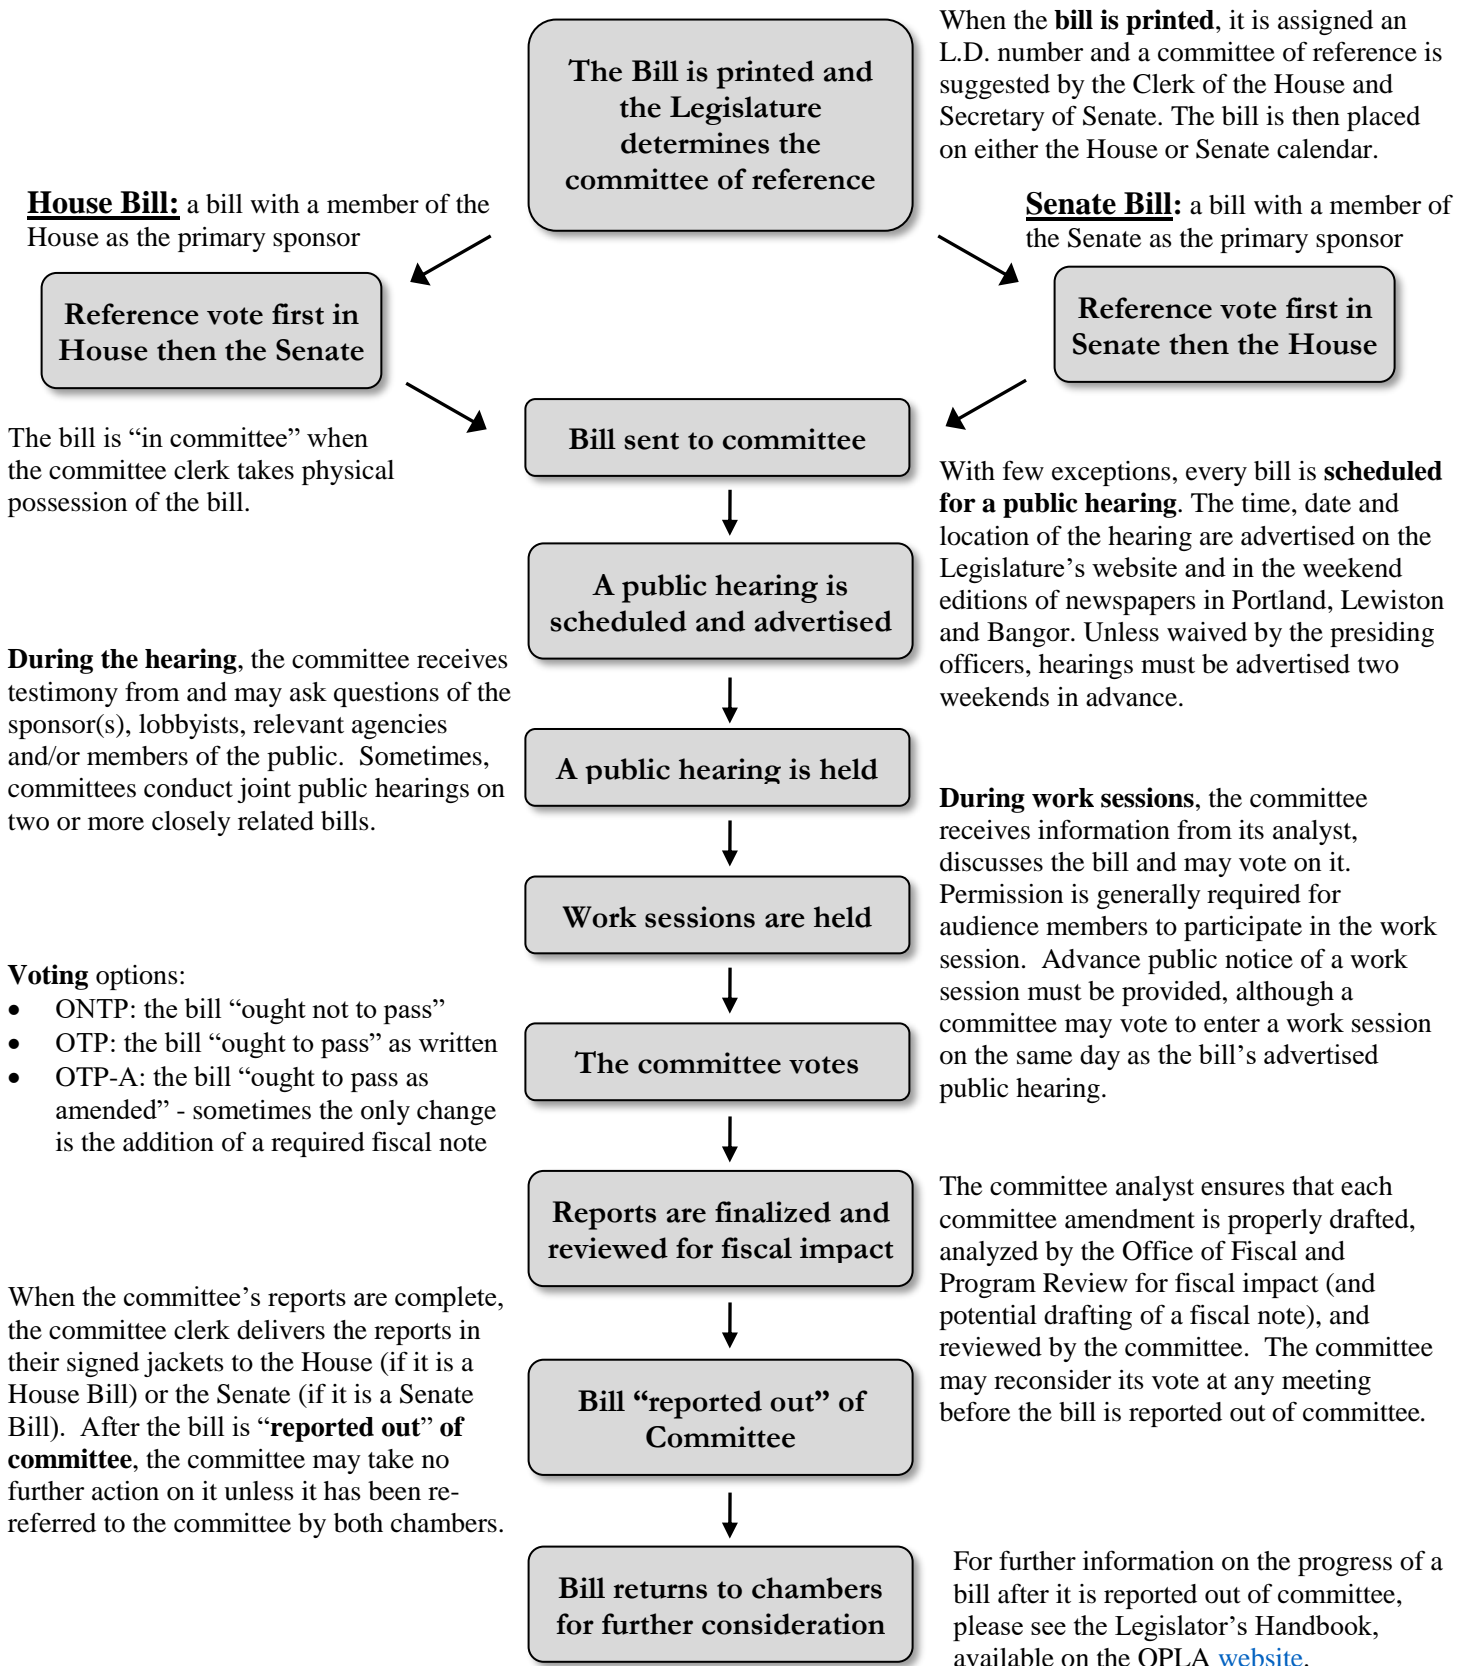 The Bill is printed and
the Legislature
determines the
committee of reference
When the bill is printed, it is assigned an
L.D. number and a committee of reference is
suggested by the Clerk of the House and
Secretary of Senate. The bill is then placed
on either the House or Senate calendar.
House Bill: a bill with a member of the
House as the primary sponsor
Senate Bill: a bill with a member of
the Senate as the primary sponsor
Reference vote first in
House then the Senate
Reference vote first in
Senate then the House
The bill is “in committee” when
the committee clerk takes physical
possession of the bill.
Bill sent to committee
With few exceptions, every bill is scheduled
for a public hearing. The time, date and
location of the hearing are advertised on the
Legislature’s website and in the weekend
editions of newspapers in Portland, Lewiston
and Bangor. Unless waived by the presiding
officers, hearings must be advertised two
weekends in advance.
A public hearing is
scheduled and advertised
During the hearing, the committee receives
testimony from and may ask questions of the
sponsor(s), lobbyists, relevant agencies
and/or members of the public.  Sometimes,
committees conduct joint public hearings on
two or more closely related bills.
A public hearing is held
During work sessions, the committee
receives information from its analyst,
discusses the bill and may vote on it.
Permission is generally required for
audience members to participate in the work
session.  Advance public notice of a work
session must be provided, although a
committee may vote to enter a work session
on the same day as the bill’s advertised
public hearing.
Work sessions are held
Voting options:
• ONTP: the bill “ought not to pass”
• OTP: the bill “ought to pass” as written
• OTP-A: the bill “ought to pass as
amended” - sometimes the only change
is the addition of a required fiscal note
The committee votes
Reports are finalized and
reviewed for fiscal impact
The committee analyst ensures that each
committee amendment is properly drafted,
analyzed by the Office of Fiscal and
Program Review for fiscal impact (and
potential drafting of a fiscal note), and
reviewed by the committee.  The committee
may reconsider its vote at any meeting
before the bill is reported out of committee.
When the committee’s reports are complete,
the committee clerk delivers the reports in
their signed jackets to the House (if it is a
House Bill) or the Senate (if it is a Senate
Bill).  After the bill is “reported out” of
committee, the committee may take no
further action on it unless it has been re-
referred to the committee by both chambers.
Bill “reported out” of
Committee
Bill returns to chambers
for further consideration
For further information on the progress of a
bill after it is reported out of committee,
please see the Legislator’s Handbook,
available on the OPLA website.